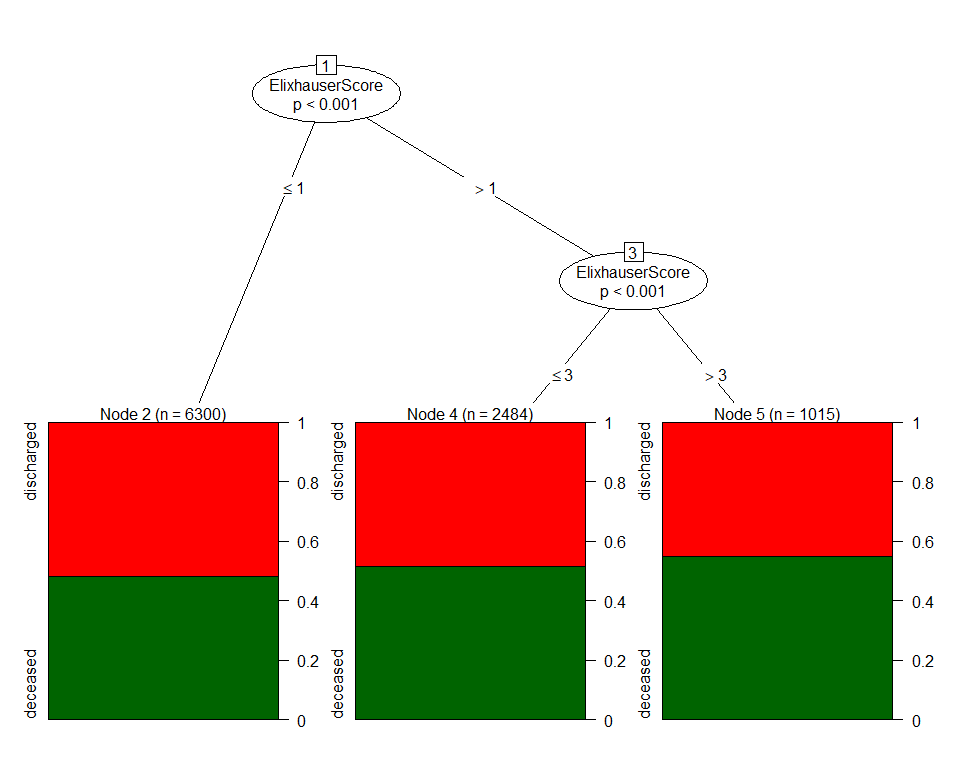 1
ElixhauserScore
p < 0.001
≤ 1
> 1
3
ElixhauserScore
p < 0.001
≤ 3
> 3
Node 2 (n = 6300)
discharged
deceased
1
0.8
0.6
0.4
0.2
0
Node 4 (n = 2484)
discharged
deceased
1
0.8
0.6
0.4
0.2
0
Node 5 (n = 1015)
discharged
deceased
1
0.8
0.6
0.4
0.2
0